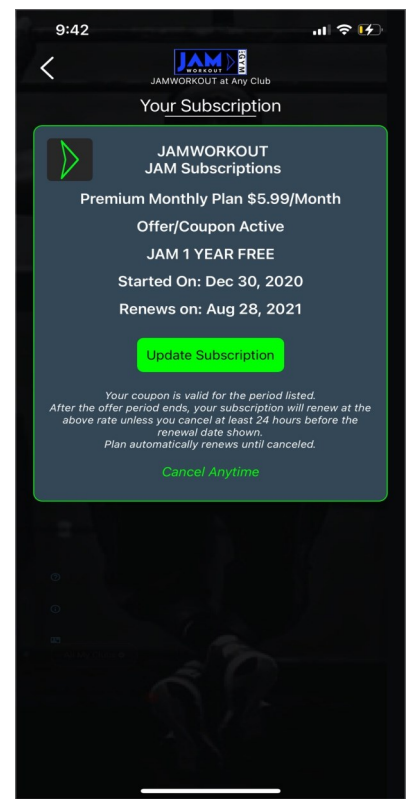 9:42
JAM
WORKOUT
GYM
JAMWORKOUT at Any Club
Your Subscription
JAMWORKOUT
JAM Subscriptions
Premium Monthly Plan $5.99/Month
Offer/Coupon Active
JAM 1 YEAR FREE
Started On: Dec 30, 2020
Renews on: Aug 28, 2021
Update Subscription
Your coupon is valid for the period listed.
After the offer period ends, your subscription will renew at the
above rate unless you cancel at least 24 hours before the
renewal date shown.
Plan automatically renews until canceled.
Cancel Anytime